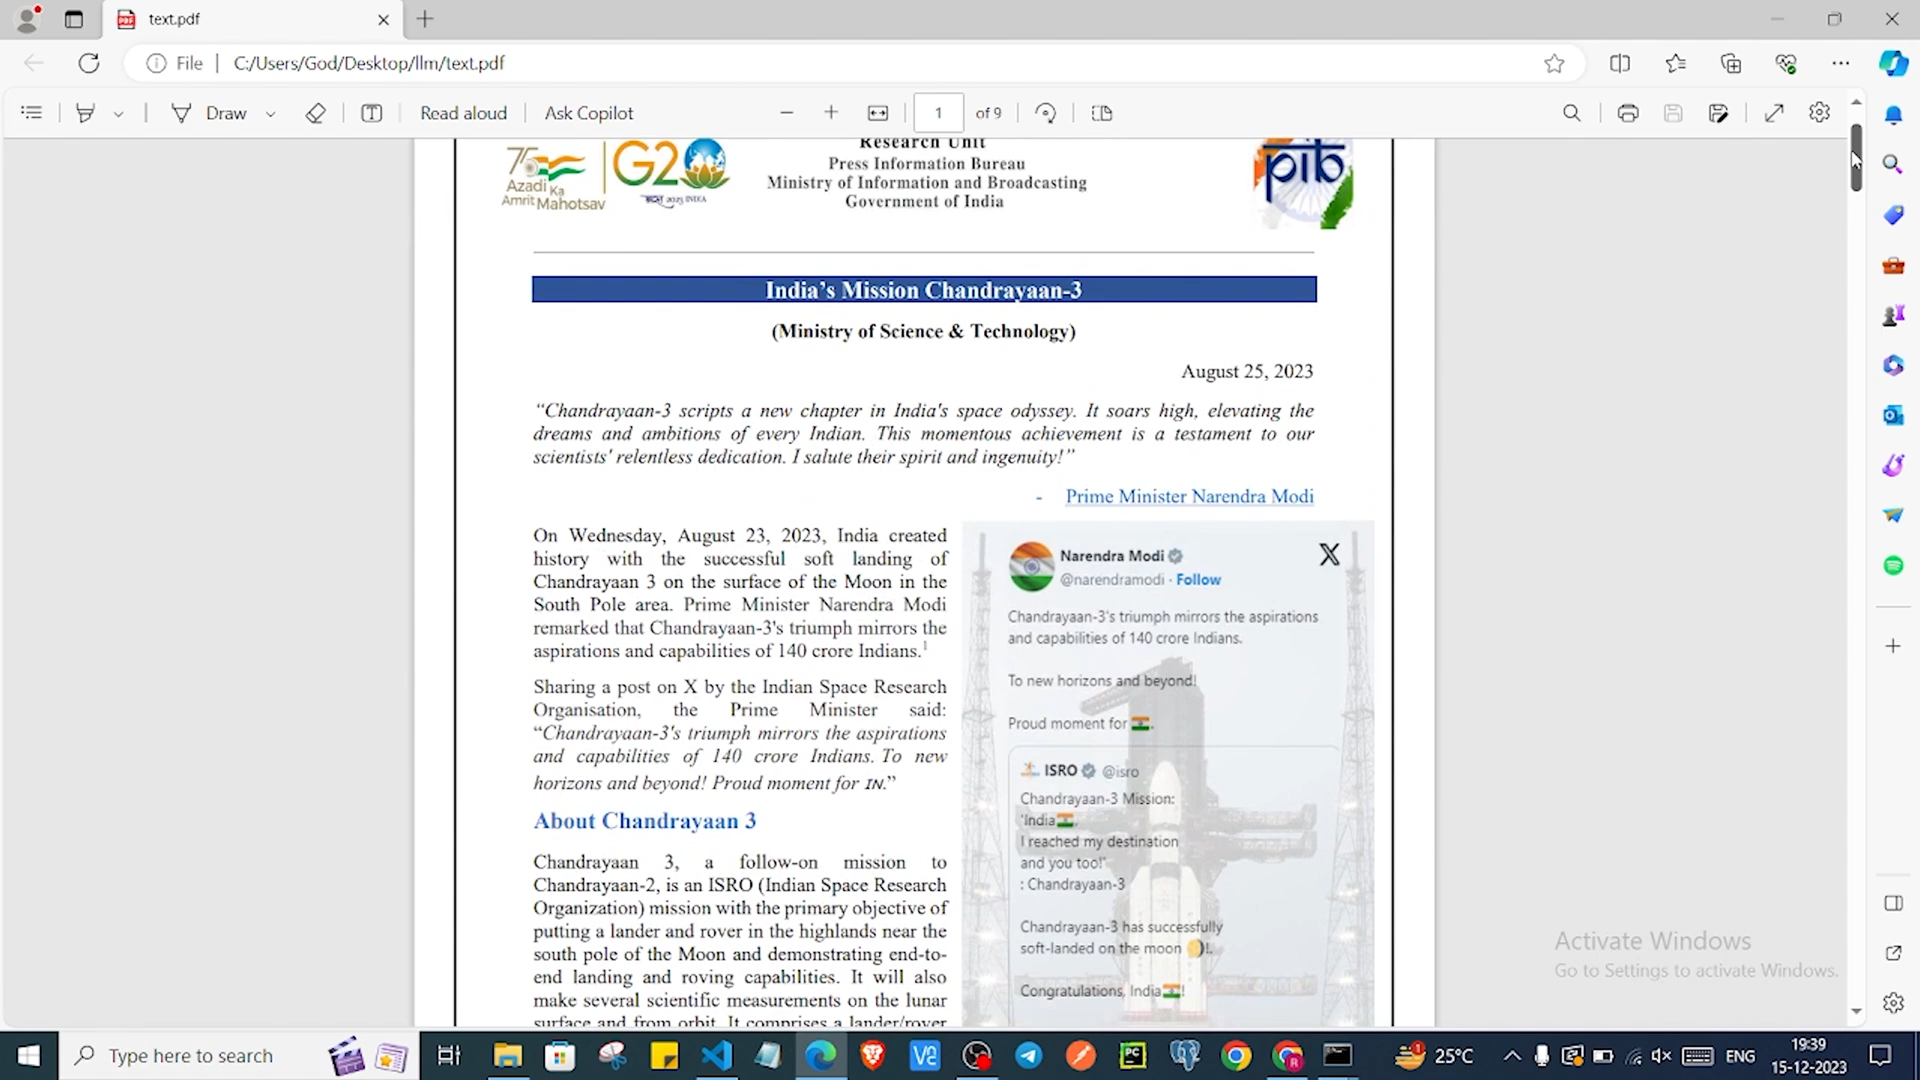 text.pdf
File
C:/Users/God/Desktop/llm/text.pdf
Draw
Read aloud
Ask Copilot
1
of 9
75
Azadi Ka
Amrit Mahotsav
G20
Research Unit
Press Information Bureau
Ministry of Information and Broadcasting
Government of India
pib
India’s Mission Chandrayaan-3
(Ministry of Science & Technology)
August 25, 2023
“Chandrayaan-3 scripts a new chapter in India's space odyssey. It soars high, elevating the
dreams and ambitions of every Indian. This momentous achievement is a testament to our
scientists' relentless dedication. I salute their spirit and ingenuity!”
- Prime Minister Narendra Modi
On Wednesday, August 23, 2023, India created
history with the successful soft landing of
Chandrayaan 3 on the surface of the Moon in the
South Pole area. Prime Minister Narendra Modi
remarked that Chandrayaan-3's triumph mirrors the
aspirations and capabilities of 140 crore Indians.1
Sharing a post on X by the Indian Space Research
Organisation, the Prime Minister said:
“Chandrayaan-3's triumph mirrors the aspirations
and capabilities of 140 crore Indians. To new
horizons and beyond! Proud moment for IN.”
About Chandrayaan 3
Chandrayaan 3, a follow-on mission to
Chandrayaan-2, is an ISRO (Indian Space Research
Organization) mission with the primary objective of
putting a lander and rover in the highlands near the
south pole of the Moon and demonstrating end-to-
end landing and roving capabilities. It will also
make several scientific measurements on the lunar
surface and from orbit. It comprises a lander/rover
Narendra Modi
@narendramodi · Follow
Chandrayaan-3's triumph mirrors the aspirations
and capabilities of 140 crore Indians.
To new horizons and beyond!
Proud moment for
ISRO @isro
Chandrayaan-3 Mission:
'India
I reached my destination
and you too!'
: Chandrayaan-3
Chandrayaan-3 has successfully
soft-landed on the moon !.
Congratulations, India !
Activate Windows
Go to Settings to activate Windows.
Type here to search
25°C
ENG
19:39
15-12-2023